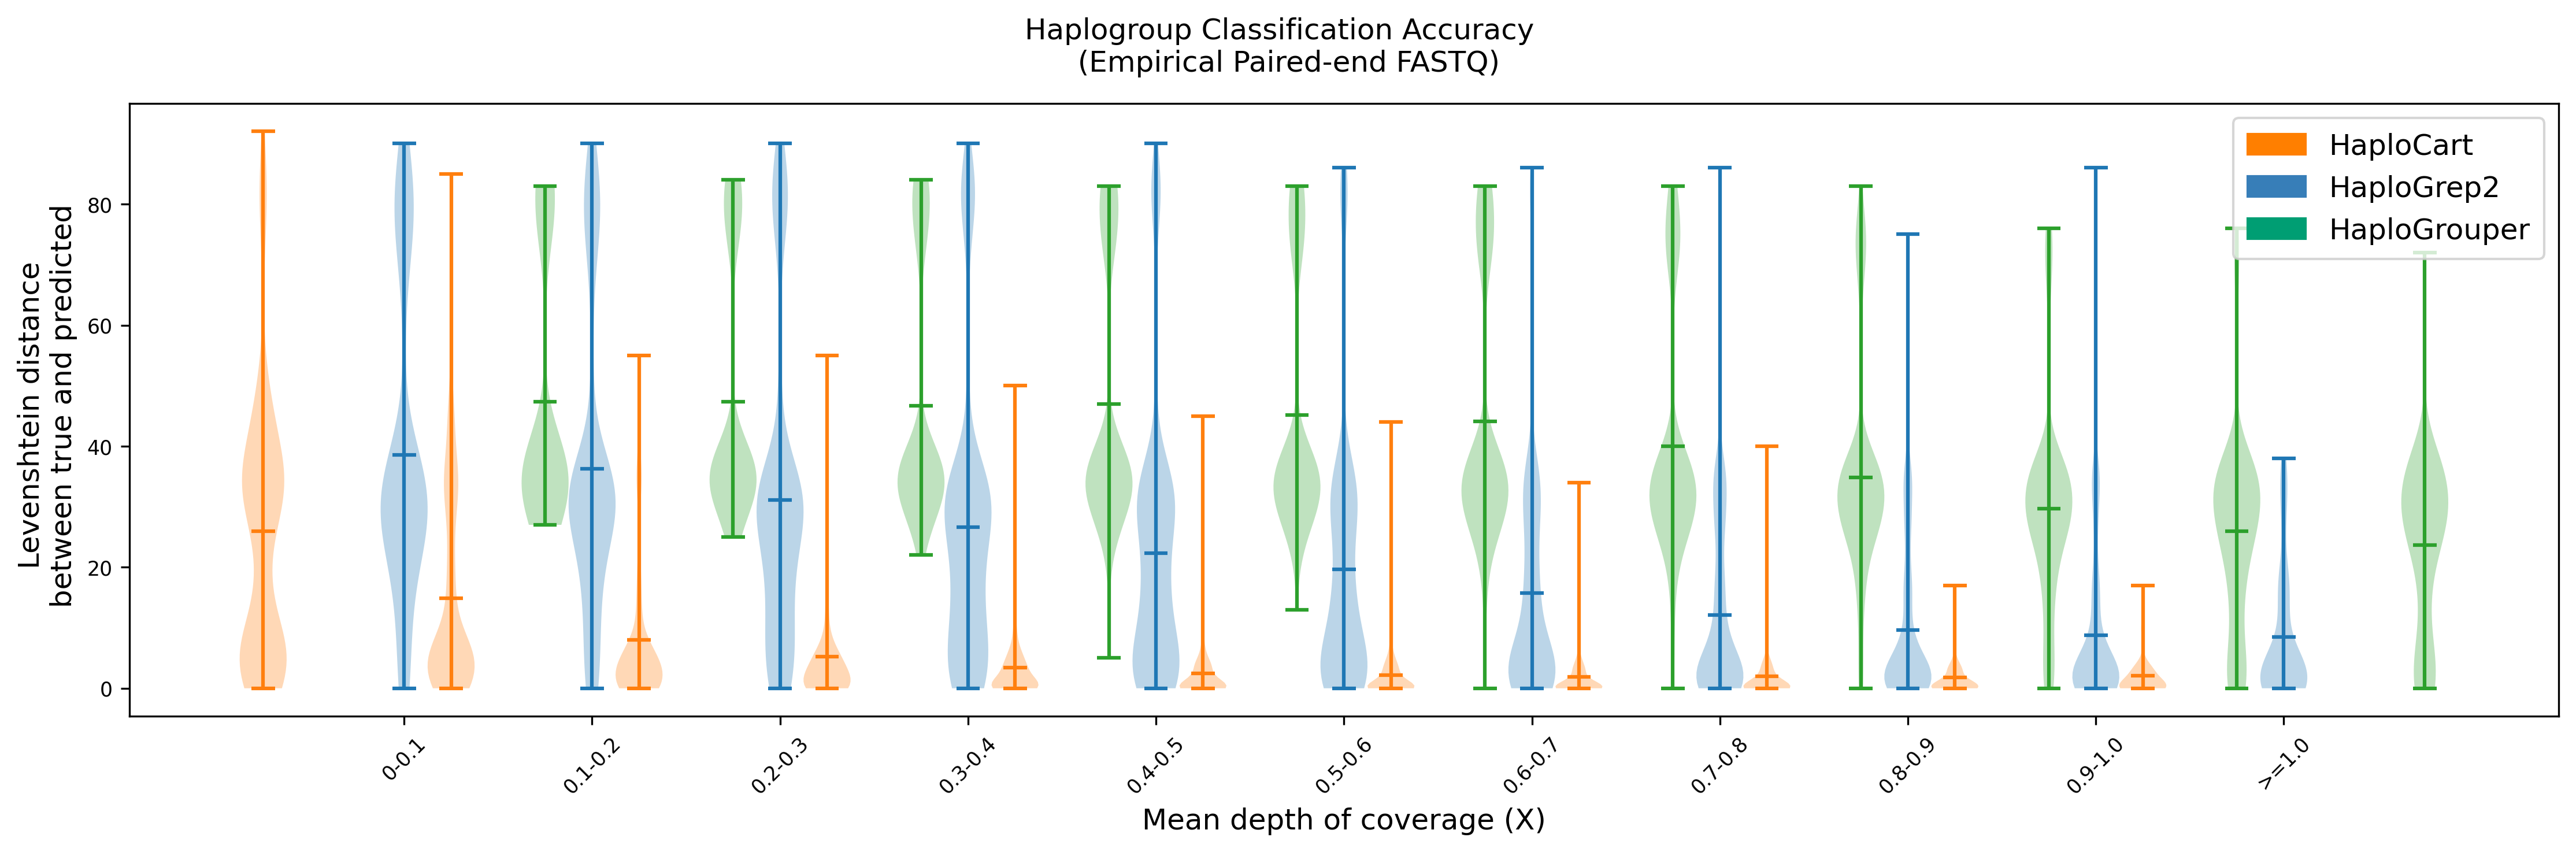 Haplogroup Classification Accuracy
(Empirical Paired-end FASTQ)
HaploCart
HaploGrep2
HaploGrouper
Levenshtein distance
between true and predicted
80
60
40
20
0
0-0.1
0.1-0.2
0.2-0.3
0.3-0.4
0.4-0.5
0.5-0.6
0.6-0.7
0.7-0.8
0.8-0.9
0.9-1.0
>=1.0
Mean depth of coverage (X)